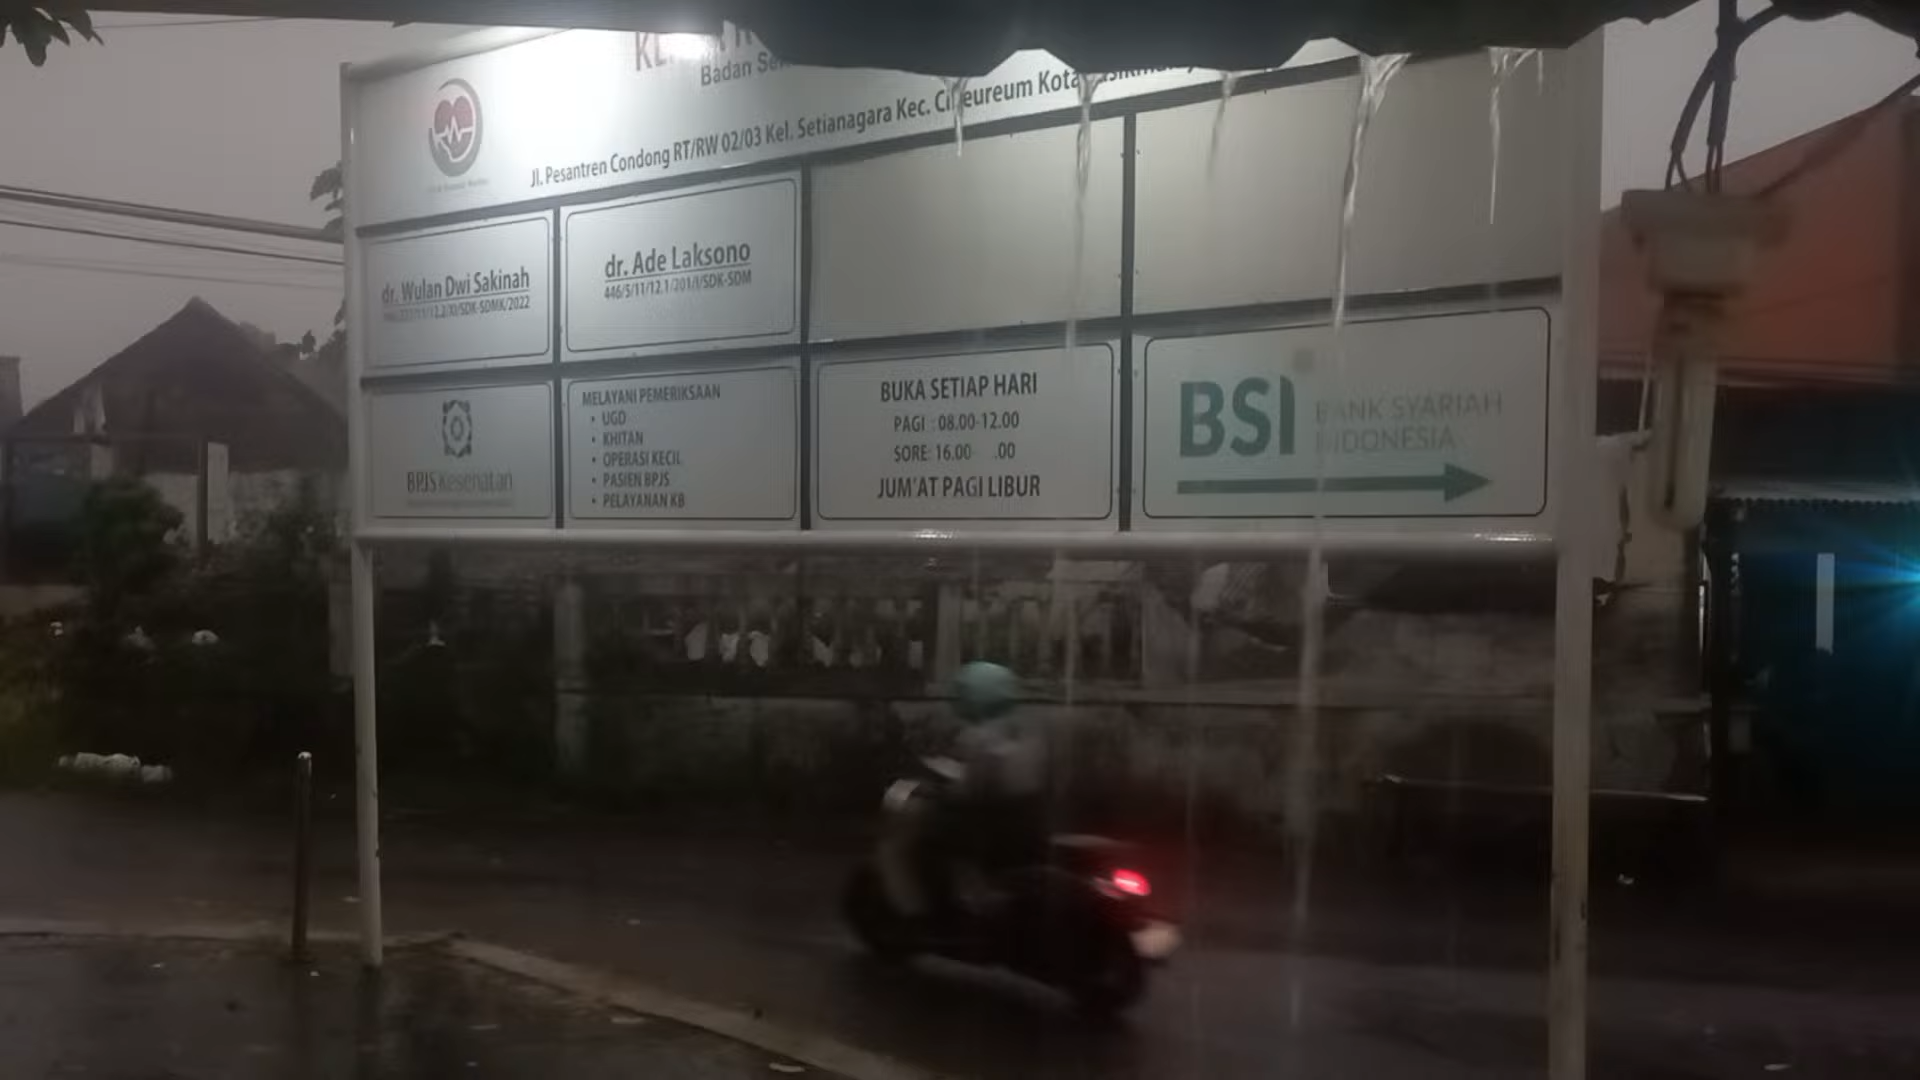 Badan
Jl. Pesantren Condong RT/RW 02/03 Kel. Setianagara Kec. Cibeureum Kota
dr. Wulan Dwi Sakinah
dr. Ade Laksono
446/5/11/12.1/201/I/SDK-SDM
BPJS Kesehatan
MELAYANI PEMERIKSAAN
• UGD
• KHITAN
• OPERASI KECIL
• PASIEN BPJS
• PELAYANAN KB
BUKA SETIAP HARI
PAGI : 08.00-12.00
SORE: 16.00 .00
JUM'AT PAGI LIBUR
BSI BANK SYARIAH
INDONESIA